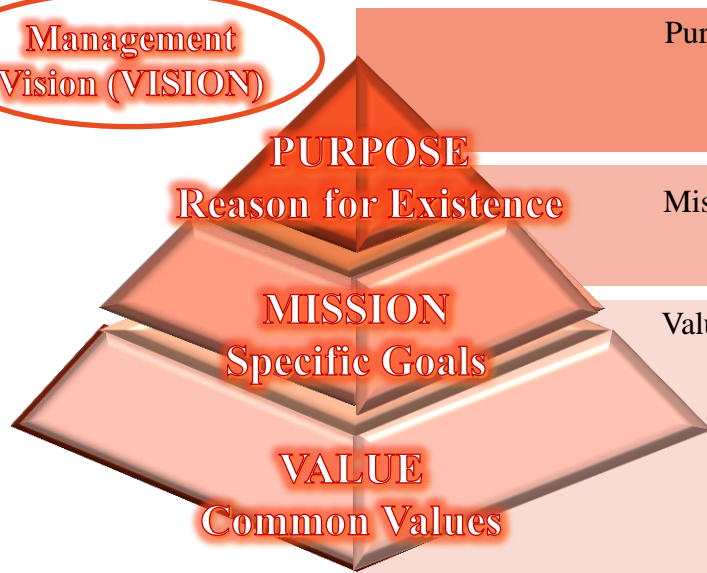 Management
Vision (VISION)
PURPOSE
Reason for Existence
MISSION
Specific Goals
VALUE
Common Values